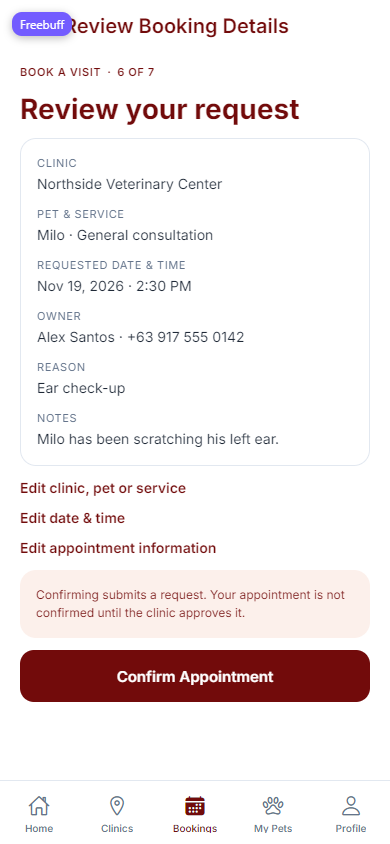 Freebuff
Review Booking Details
BOOK A VISIT · 6 OF 7
Review your request
CLINIC
Northside Veterinary Center
PET & SERVICE
Milo · General consultation
REQUESTED DATE & TIME
Nov 19, 2026 · 2:30 PM
OWNER
Alex Santos · +63 917 555 0142
REASON
Ear check-up
NOTES
Milo has been scratching his left ear.
Edit clinic, pet or service
Edit date & time
Edit appointment information
Confirming submits a request. Your appointment is not
confirmed until the clinic approves it.
Confirm Appointment
Home
Clinics
Bookings
My Pets
Profile